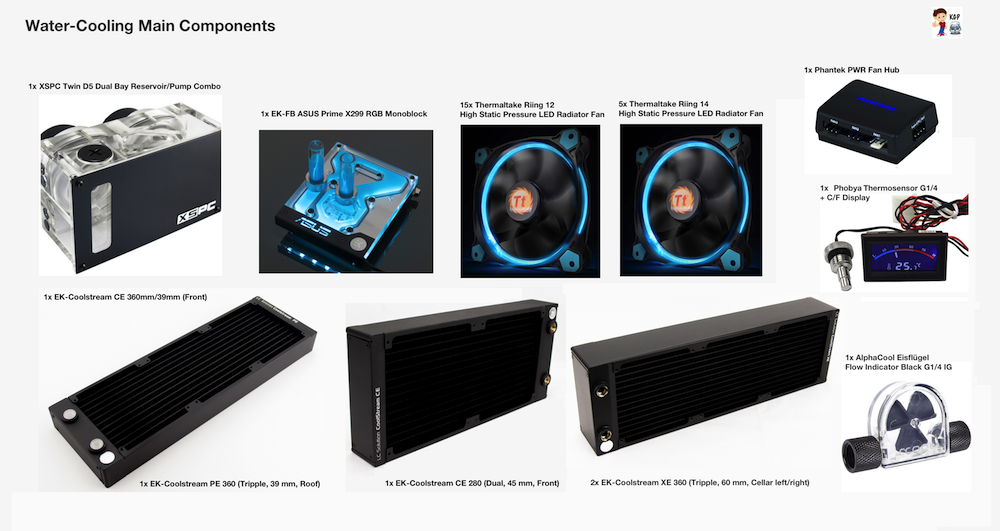 Water-Cooling Main Components
KGP
1x XSPC Twin D5 Dual Bay Reservoir/Pump Combo
XSPC
1x EK-FB ASUS Prime X299 RGB Monoblock
ASUS
15x Thermaltake Riing 12
High Static Pressure LED Radiator Fan
Tt
5x Thermaltake Riing 14
High Static Pressure LED Radiator Fan
Tt
1x Phantek PWR Fan Hub
1x Phobya Thermosensor G1/4
+ C/F Display
1x EK-Coolstream CE 360mm/39mm (Front)
1x EK-Coolstream PE 360 (Tripple, 39 mm, Roof)
LC Solution CoolStream CE
1x EK-Coolstream CE 280 (Dual, 45 mm, Front)
2x EK-Coolstream XE 360 (Tripple, 60 mm, Cellar left/right)
1x AlphaCool Eisflügel
Flow Indicator Black G1/4 IG